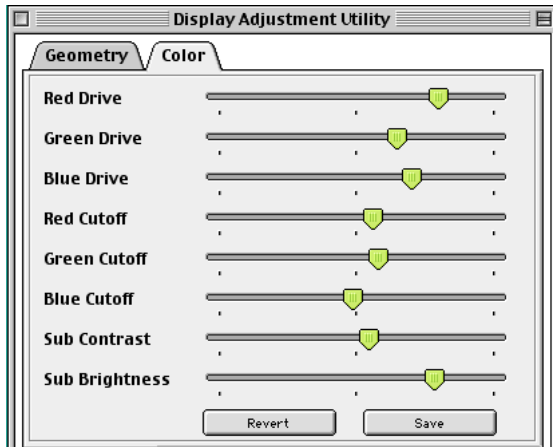 Display Adjustment Utility
Geometry Color
Red Drive
Green Drive
Blue Drive
Red Cutoff
Green Cutoff
Blue Cutoff
Sub Contrast
Sub Brightness
Revert Save